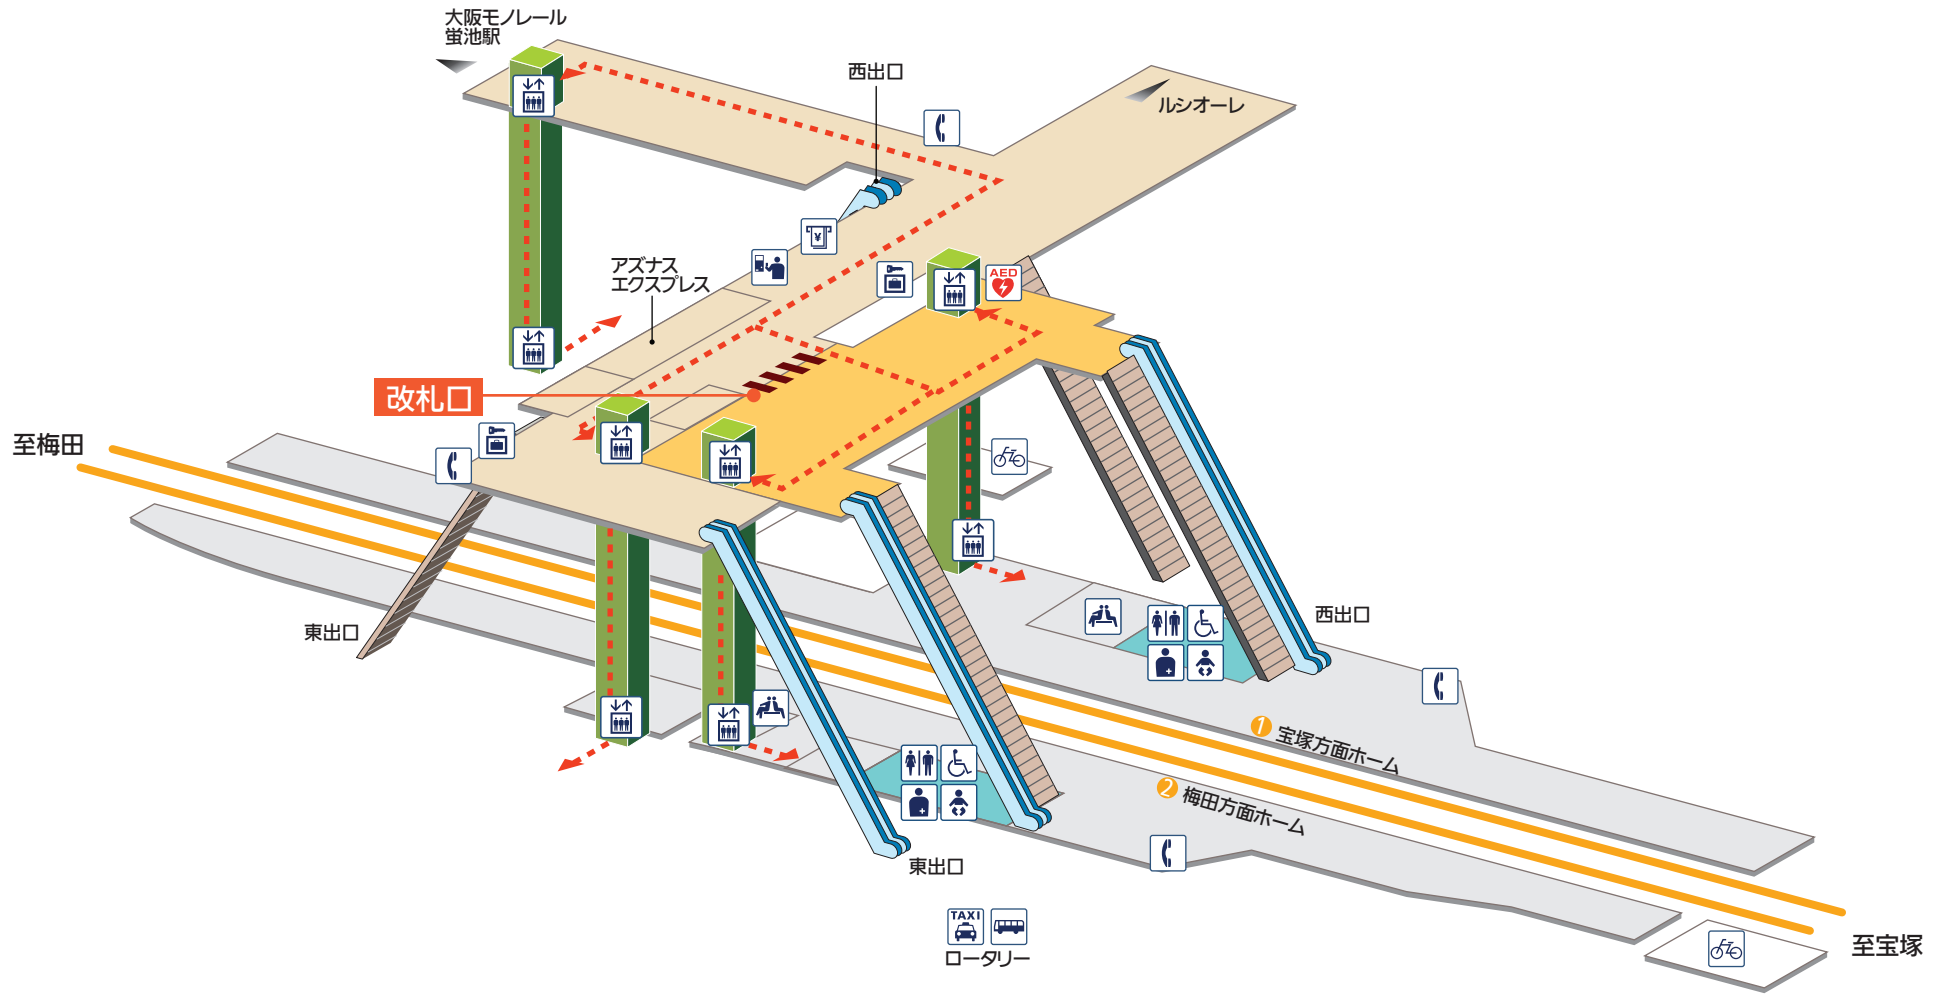 大阪モノレール
蛍池駅
西出口
ルシオーレ
¥
アズナス
エクスプレス
AED
改札口
至梅田
東出口
西出口
1 宝塚方面ホーム
2 梅田方面ホーム
東出口
TAXI
ロータリー
至宝塚